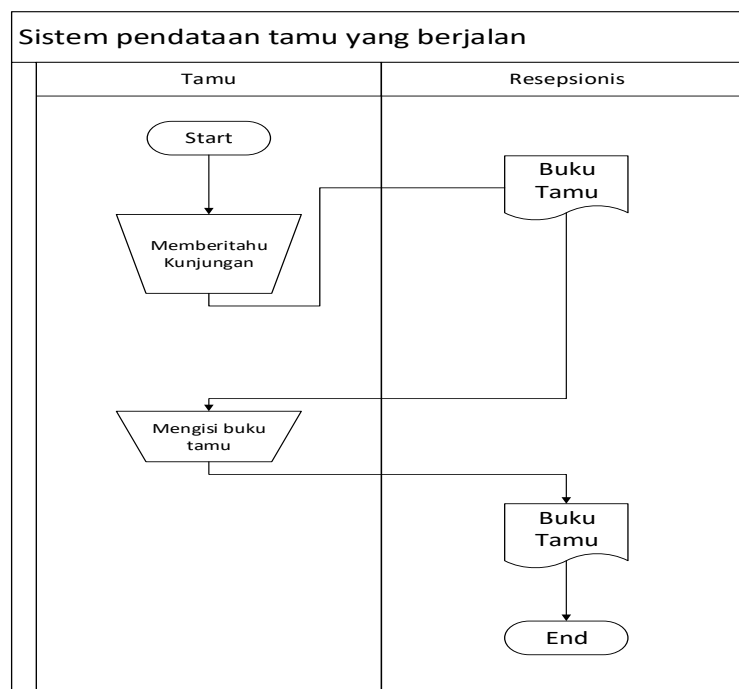 Sistem pendataan tamu yang berjalan
Tamu
Resepsionis
Start
Buku
Tamu
Memberitahu
Kunjungan
Mengisi buku
tamu
Buku
Tamu
End